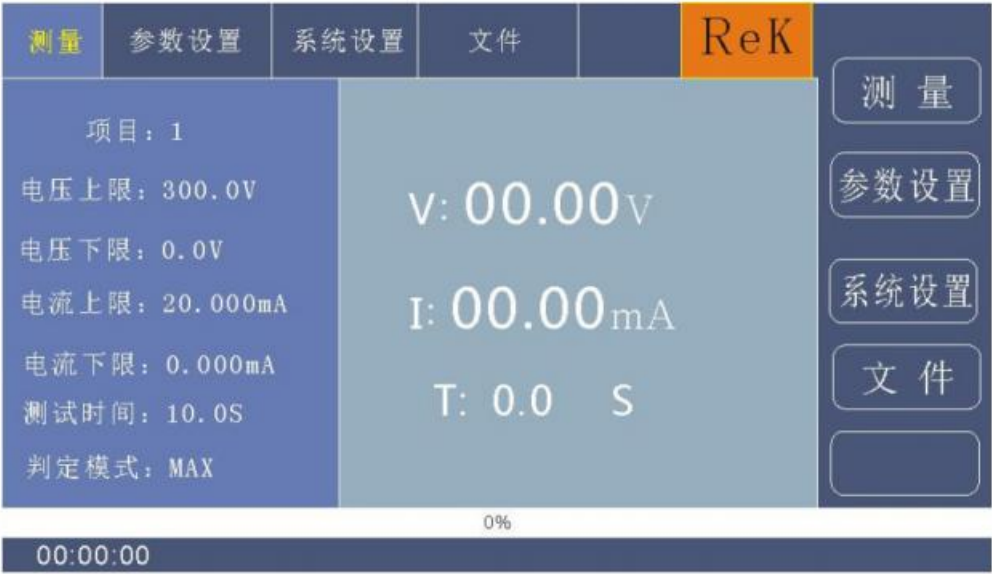 测量 参数设置 系统设置 文件 ReK
项目：1
电压上限：300.0V
电压下限：0.0V
电流上限：20.000mA
电流下限：0.000mA
测试时间：10.0S
判定模式：MAX
V: 00.00V
I: 00.00mA
T: 0.0 S
测 量
参数设置
系统设置
文 件
0%
00:00:00